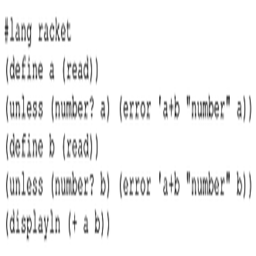 #lang racket
(define a (read))
(unless (number? a) (error 'a+b "number" a))
(define b (read))
(unless (number? b) (error 'a+b "number" b))
(displayln (+ a b))